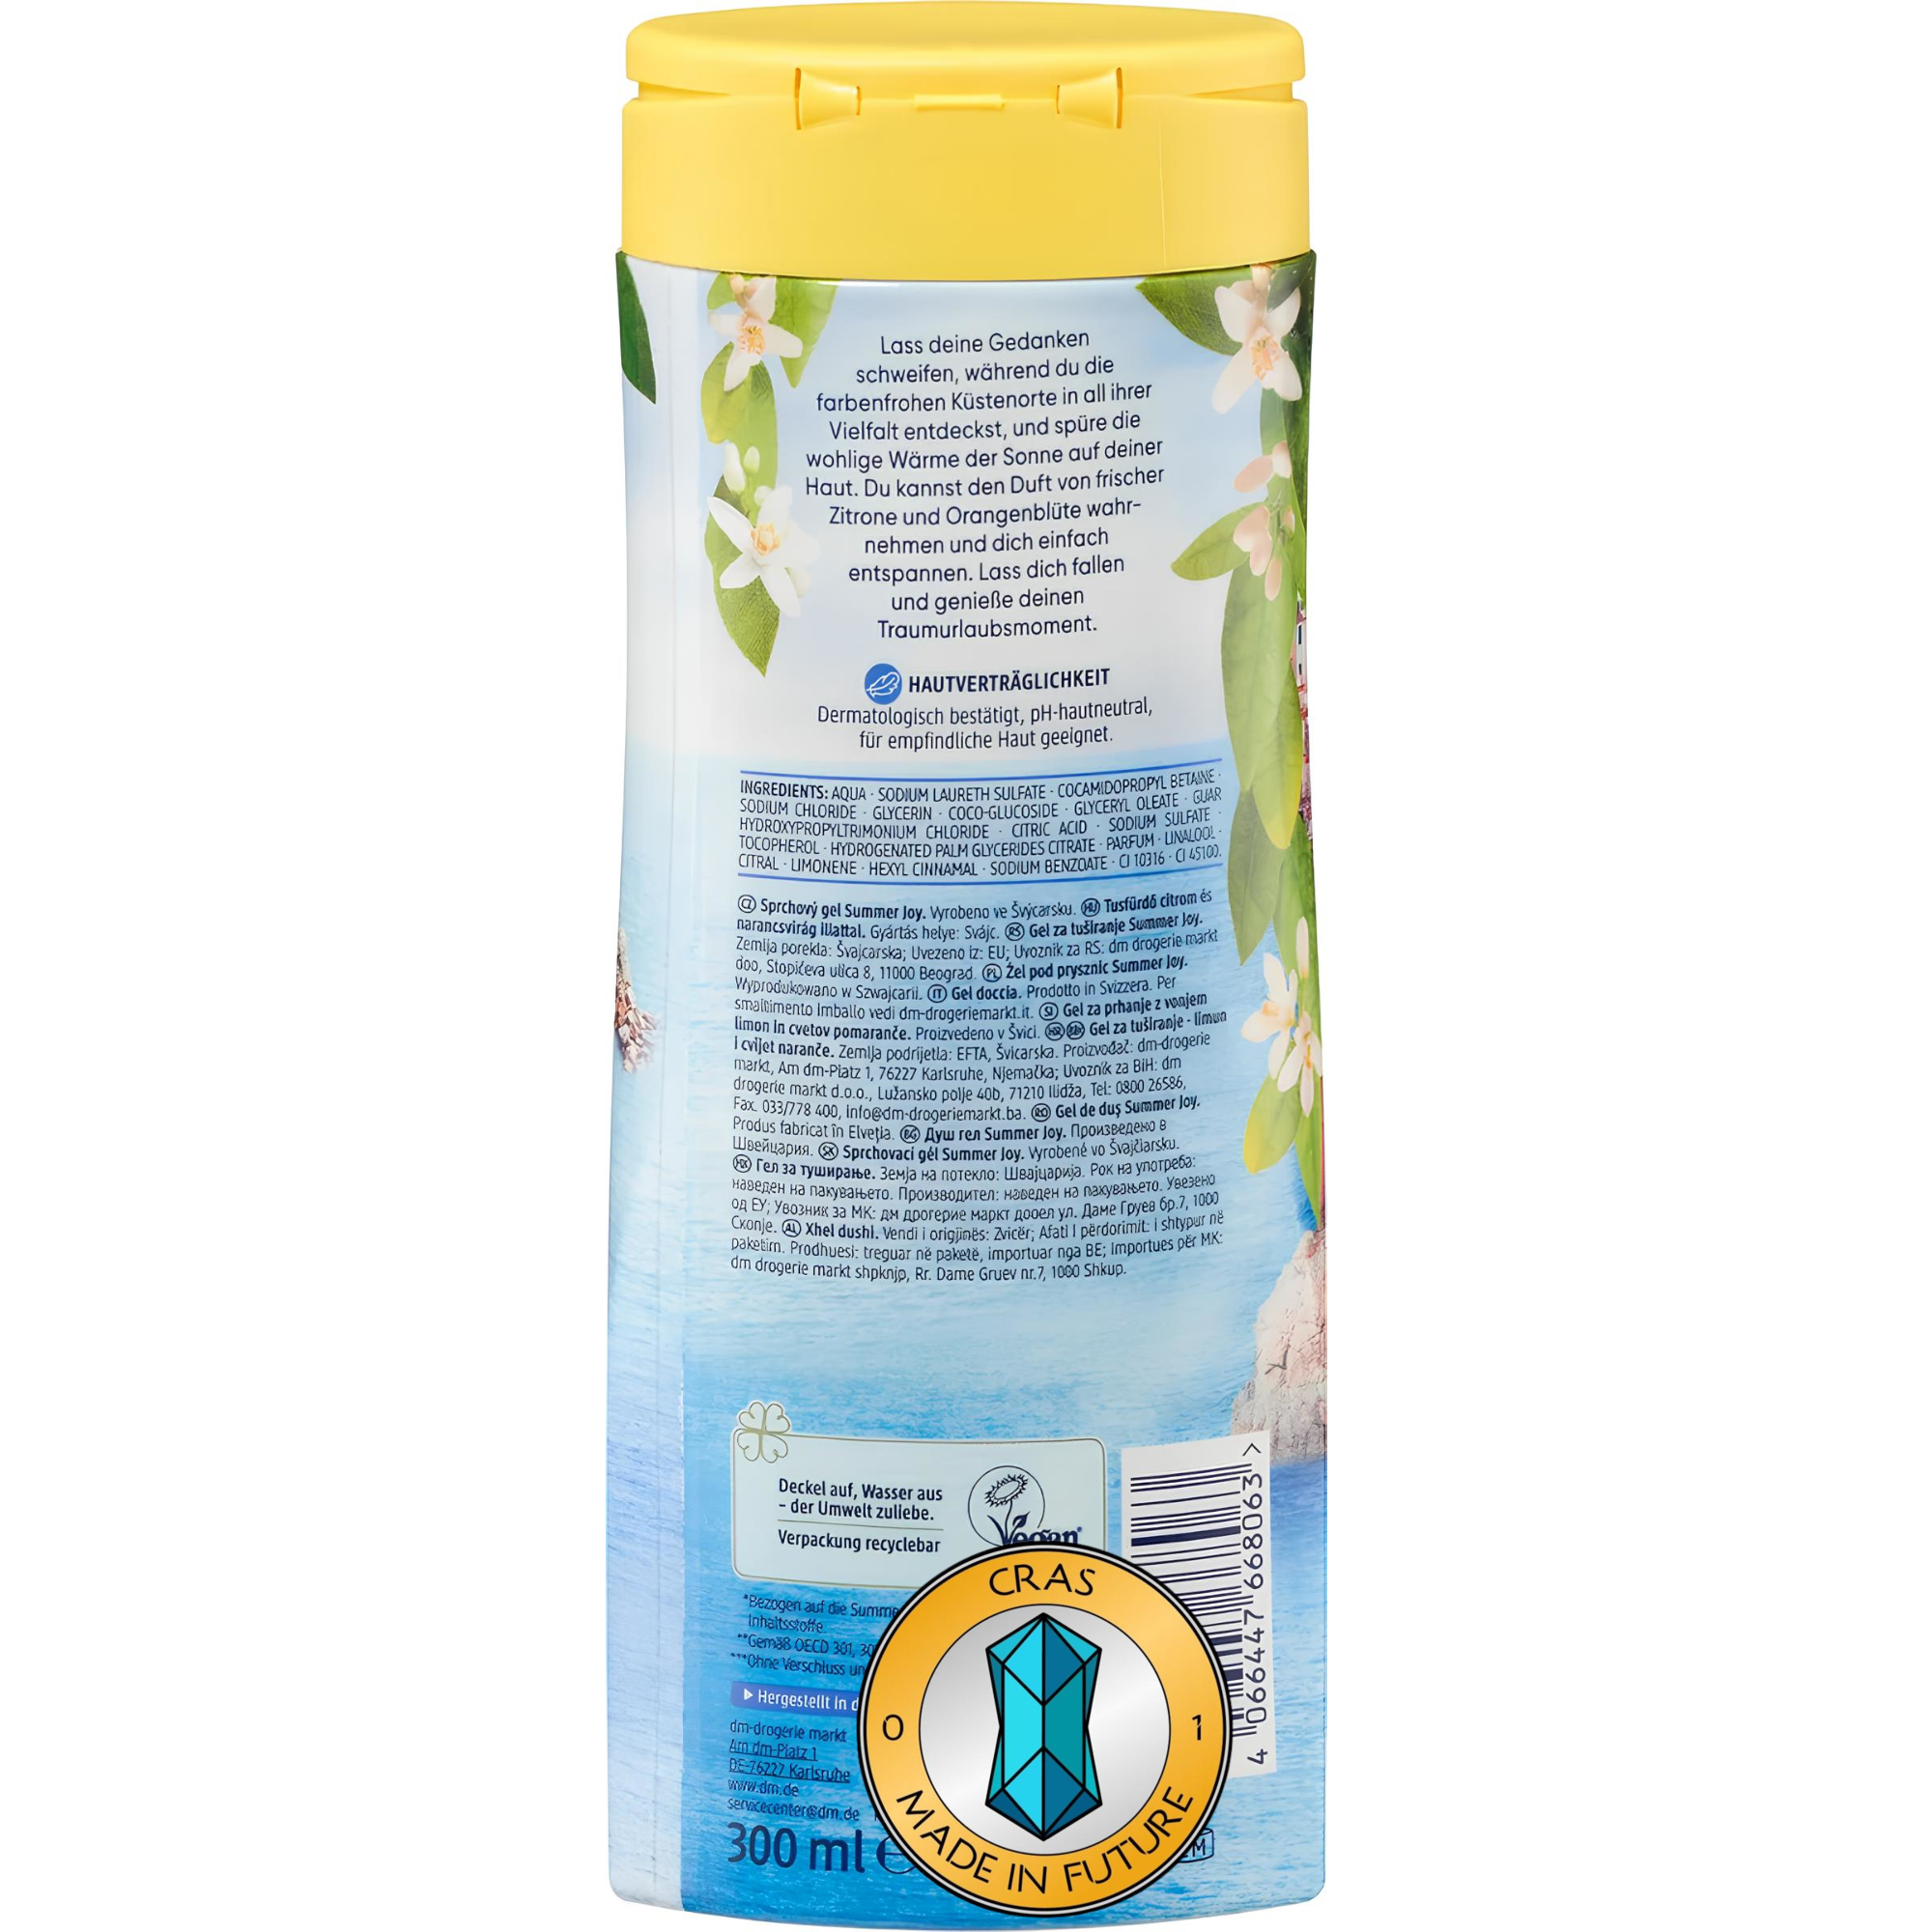 Lass deine Gedanken
schweifen, während du die
farbenfrohen Küstenorte in all ihrer
Vielfalt entdeckst, und spüre die
wohlige Wärme der Sonne auf deiner
Haut. Du kannst den Duft von frischer
Zitrone und Orangenblüte wahr-
nehmen und dich einfach
entspannen. Lass dich fallen
und genieße deinen
Traumurlaubsmoment.
HAUTVERTRÄGLICHKEIT
Dermatologisch bestätigt, pH-hautneutral,
für empfindliche Haut geeignet.
INGREDIENTS: AQUA · SODIUM LAURETH SULFATE · COCAMIDOPROPYL BETAINE ·
SODIUM CHLORIDE · GLYCERIN · COCO-GLUCOSIDE · GLYCERYL OLEATE · GUAR
HYDROXYPROPYLTRIMONIUM CHLORIDE · CITRIC ACID · SODIUM SULFATE ·
TOCOPHEROL · HYDROGENATED PALM GLYCERIDES CITRATE · PARFUM · LINALOOL ·
CITRAL · LIMONENE · HEXYL CINNAMAL · SODIUM BENZOATE · CI 10316 · CI 45100.
CZ Sprchový gel Summer Joy. Vyrobeno ve Švýcarsku. HU Tusfürdő citrom és
narancsvirág illattal. Gyártás helye: Svájc. RS Gel za tuširanje Summer Joy.
Zemlja porekla: Švajcarska; Uvezeno iz: EU; Uvoznik za RS: dm drogerie markt
doo, Stopićeva ulica 8, 11000 Beograd. PL Żel pod prysznic Summer Joy.
Wyprodukowano w Szwajcarii. IT Gel doccia. Prodotto in Svizzera. Per
smaltimento imballo vedi dm-drogeriemarkt.it. SI Gel za prhanje z vonjem
limon in cvetov pomaranče. Proizvedeno v Švici. HR BIH Gel za tuširanje - limun
i cvijet naranče. Zemlja podrijetla: EFTA, Švicarska. Proizvođač: dm-drogerie
markt, Am dm-Platz 1, 76227 Karlsruhe, Njemačka; Uvoznik za BiH: dm
drogerie markt d.o.o., Lužansko polje 40b, 71210 Ilidža, Tel: 0800 26586,
Fax. 033/778 400, info@dm-drogeriemarkt.ba. RO Gel de duș Summer Joy.
Produs fabricat în Elveția. BG Душ гел Summer Joy. Произведено в
Швейцария. SK Sprchovací gél Summer Joy. Vyrobené vo Švajčiarsku.
MK Гел за туширање. Земја на потекло: Швајцарија. Рок на употреба:
наведен на пакувањето. Производител: наведен на пакувањето. Увезено
од ЕУ; Увозник за МК: дм дрогерие маркт дооел ул. Даме Груев бр.7, 1000
Скопје. AL Xhel dushi. Vendi i origjinës: Zvicër; Afati i përdorimit: i shtypur në
paketim. Prodhuesi: treguar në paketë, importuar nga BE; Importues për MK:
dm drogerie markt shpknjp, Rr. Dame Gruev nr.7, 1000 Shkup.
Deckel auf, Wasser aus
- der Umwelt zuliebe.
Verpackung recyclebar
Vegan
*Bezogen auf die Summe
Inhaltsstoffe
**Gemäß OECD 301,
***Ohne Verschluss
Hergestellt in
dm-drogerie markt
Am dm-Platz 1
DE-76227 Karlsruhe
www.dm.de
servicecenter@dm.de
300 ml e
4 066447 668063 >
CRAS
0 1
MADE IN FUTURE